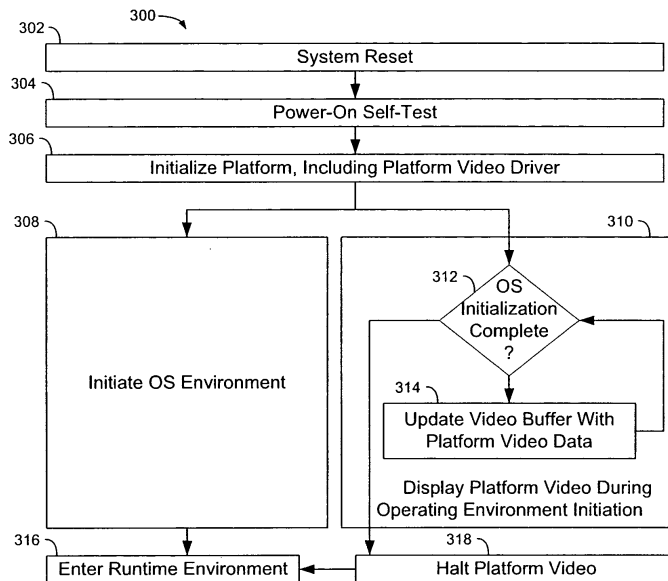 300
302
System Reset
304
Power-On Self-Test
306
Initialize Platform, Including Platform Video Driver
308
Initiate OS Environment
310
312
OS
Initialization
Complete
?
314
Update Video Buffer With
Platform Video Data
Display Platform Video During
Operating Environment Initiation
316
Enter Runtime Environment
318
Halt Platform Video